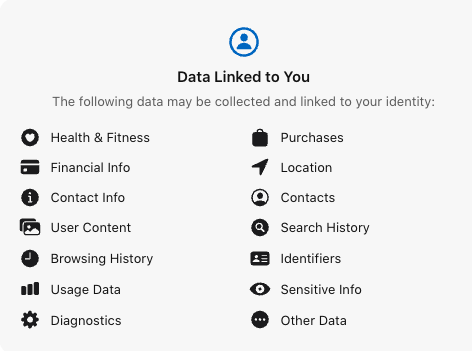 Data Linked to You
The following data may be collected and linked to your identity:
Health & Fitness
Purchases
Financial Info
Location
Contact Info
Contacts
User Content
Search History
Browsing History
Identifiers
Usage Data
Sensitive Info
Diagnostics
Other Data